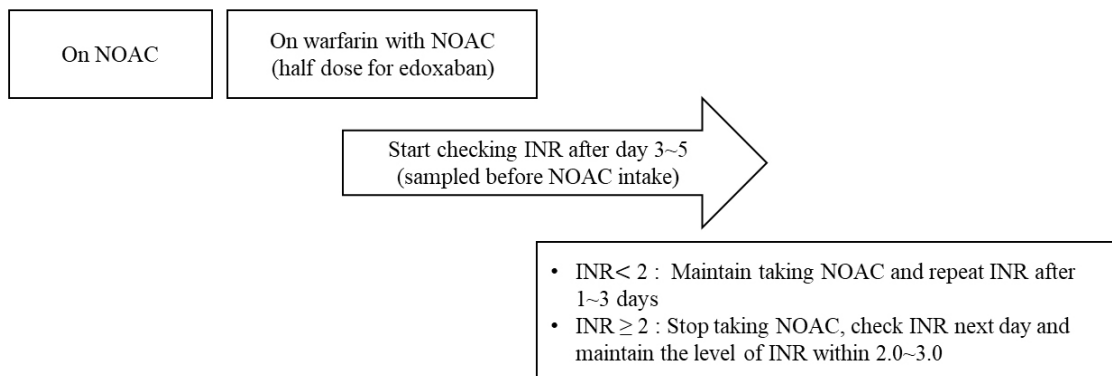 On NOAC
On warfarin with NOAC
(half dose for edoxaban)
Start checking INR after day 3~5
(sampled before NOAC intake)
• INR< 2 : Maintain taking NOAC and repeat INR after
1~3 days
• INR ≥ 2 : Stop taking NOAC, check INR next day and
maintain the level of INR within 2.0~3.0